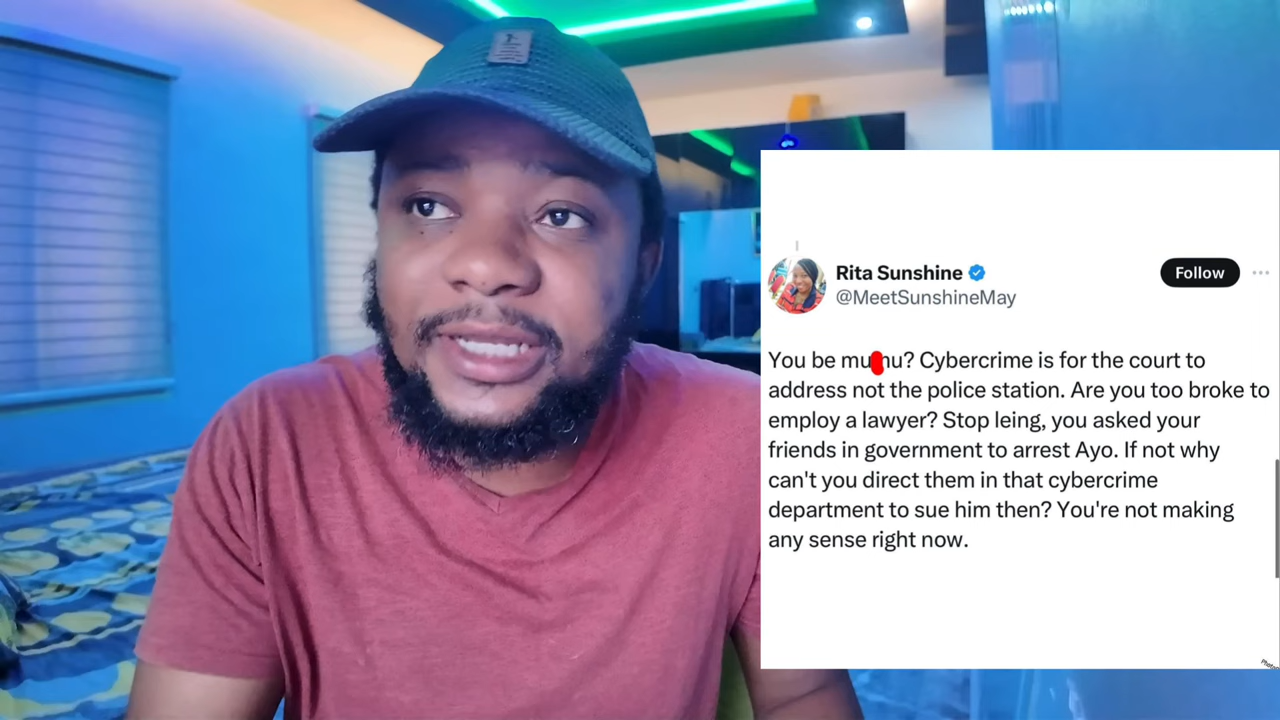 Rita Sunshine
Follow
@MeetSunshineMay
You be mu nu? Cybercrime is for the court to
address not the police station. Are you too broke to
employ a lawyer? Stop leing, you asked your
friends in government to arrest Ayo. If not why
can't you direct them in that cybercrime
department to sue him then? You're not making
any sense right now.